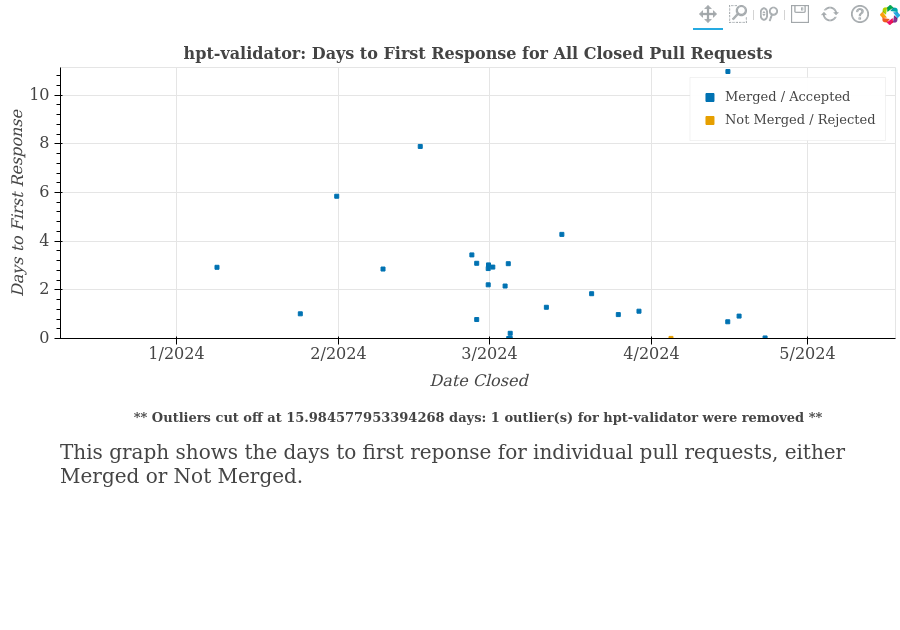 hpt-validator: Days to First Response for All Closed Pull Requests
10
8
6
4
2
0
Days to First Response
Merged / Accepted
Not Merged / Rejected
1/2024 2/2024 3/2024 4/2024 5/2024
Date Closed
** Outliers cut off at 15.984577953394268 days: 1 outlier(s) for hpt-validator were removed **
This graph shows the days to first reponse for individual pull requests, either
Merged or Not Merged.